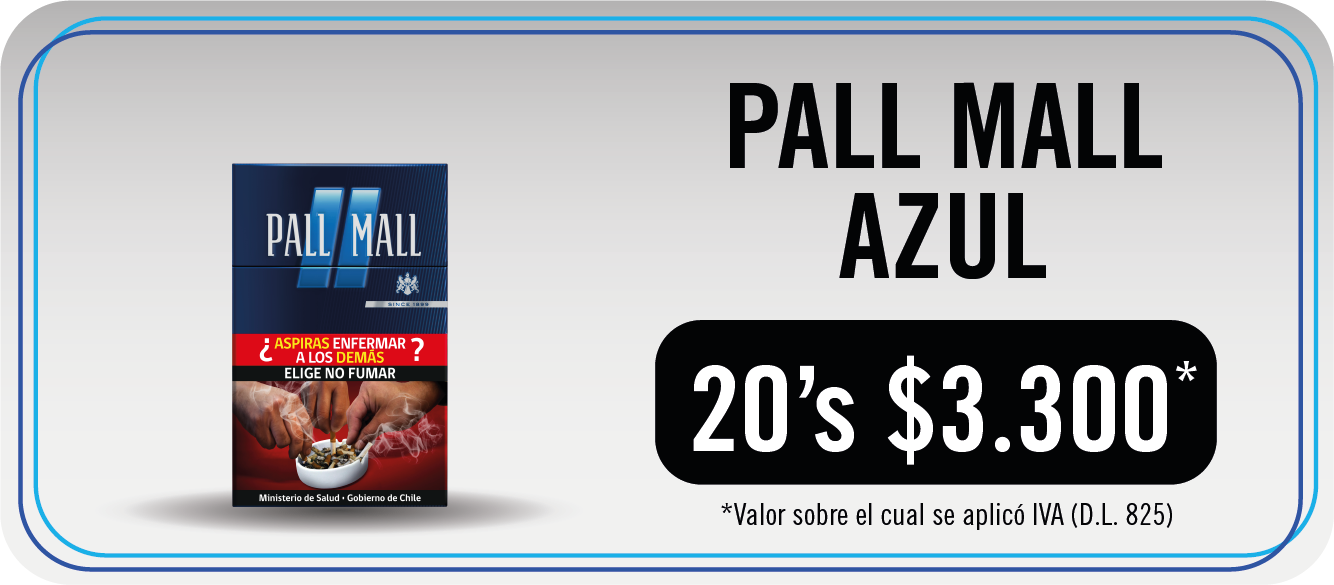 PALL MALL
SINCE 1899
¿ASPIRAS ENFERMAR
A LOS DEMÁS?
ELIGE NO FUMAR
Ministerio de Salud · Gobierno de Chile
PALL MALL
AZUL
20’s $3.300*
*Valor sobre el cual se aplicó IVA (D.L. 825)